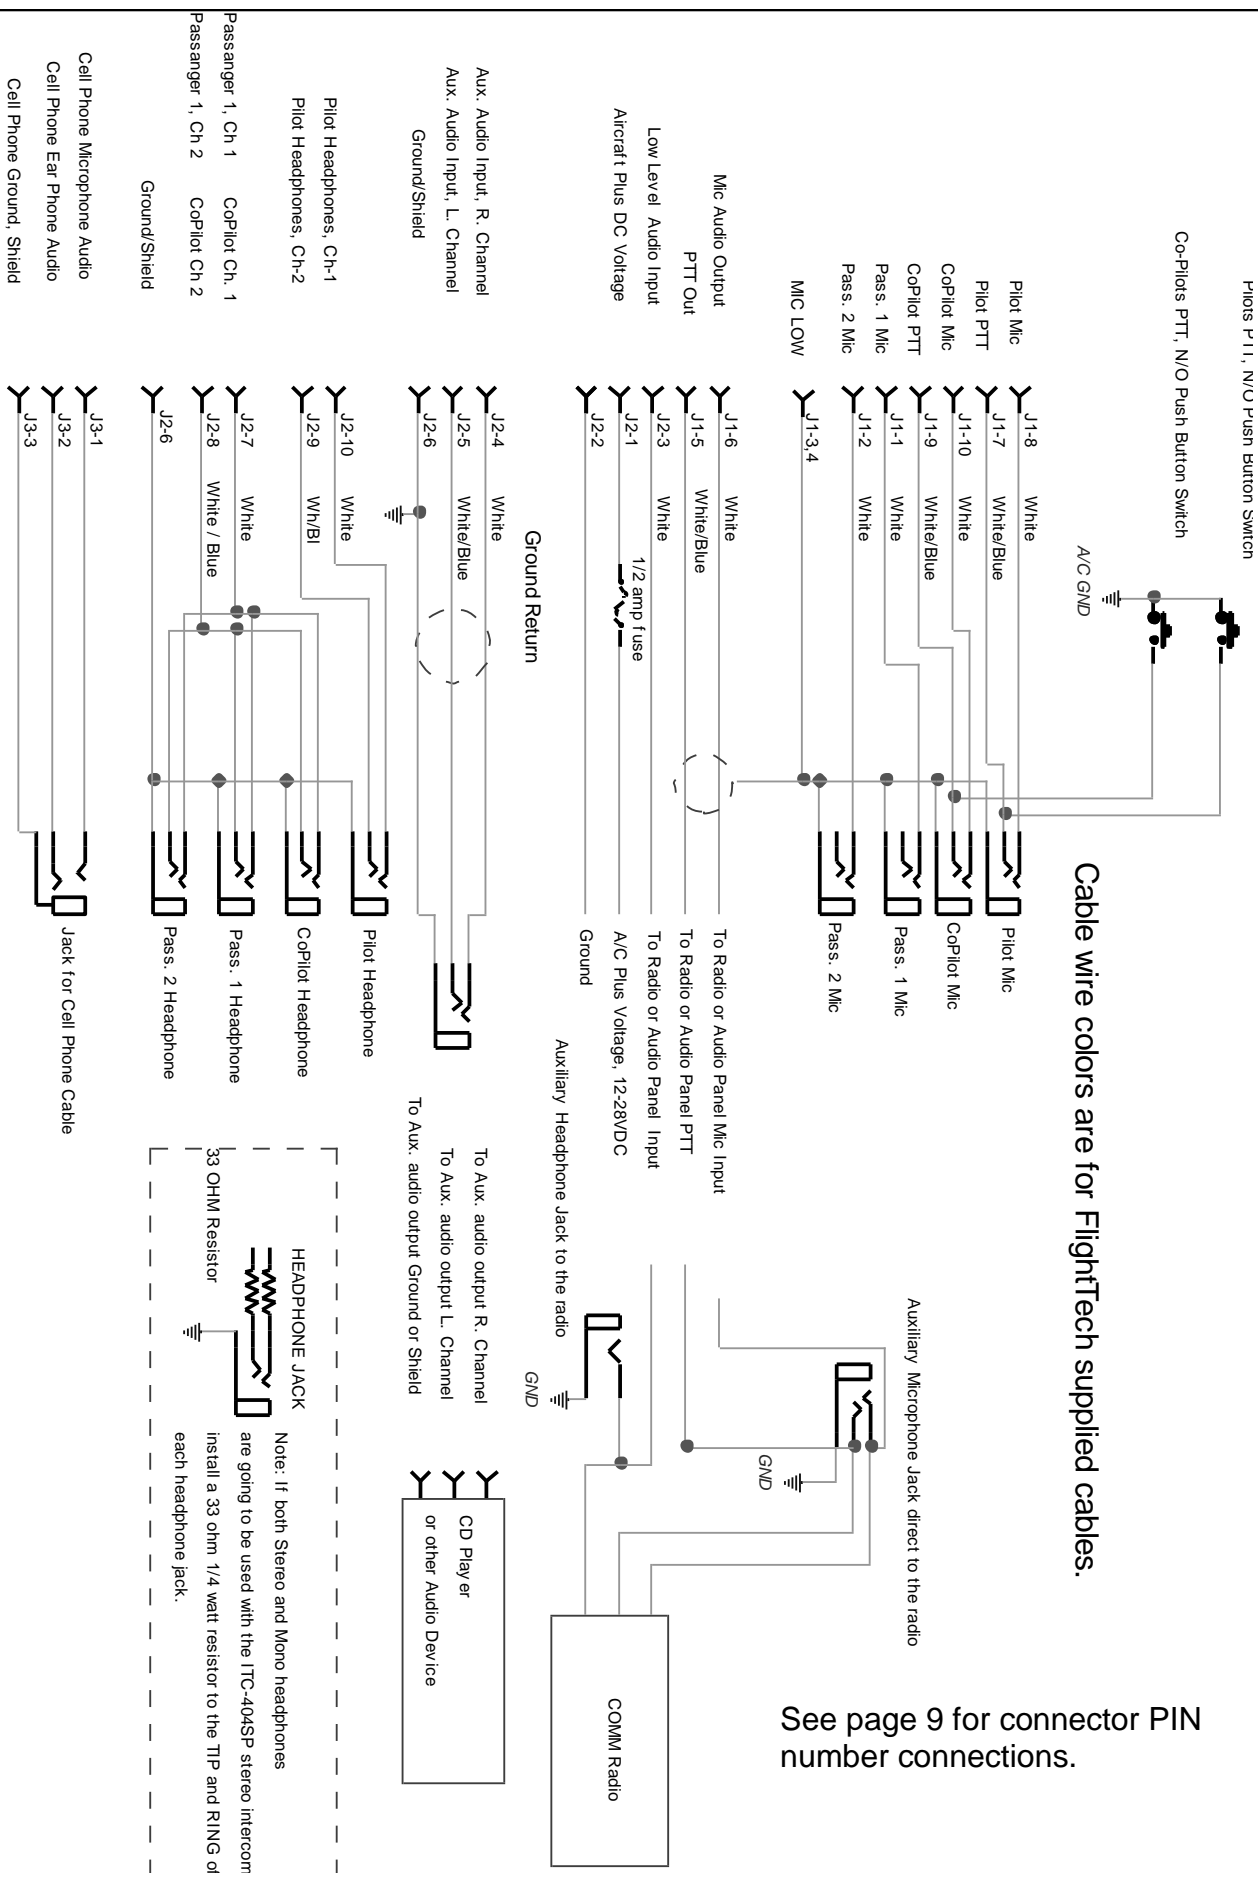 Pilots PTT, N/O Push Button Switch
Co-Pilots PTT, N/O Push Button Switch
A/C GND
Cable wire colors are for FlightTech supplied cables.
Pilot Mic
J1-8
White
Pilot Mic
Pilot PTT
J1-7
White/Blue
CoPilot Mic
J1-10
White
CoPilot Mic
CoPilot PTT
J1-9
White/Blue
Pass. 1 Mic
J1-1
White
Pass. 1 Mic
Pass. 2 Mic
J1-2
White
Pass. 2 Mic
MIC LOW
J1-3,4
Mic Audio Output
J1-6
White
To Radio or Audio Panel Mic Input
PTT Out
J1-5
White/Blue
To Radio or Audio Panel PTT
Low Level Audio Input
J2-3
White
To Radio or Audio Panel Input
Aircraft Plus DC Voltage
J2-1
1/2 amp fuse
A/C Plus Voltage, 12-28VDC
J2-2
Ground
Auxiliary Microphone Jack direct to the radio
GND
Auxiliary Headphone Jack to the radio
GND
COMM Radio
See page 9 for connector PIN
number connections.
Ground Return
Aux. Audio Input, R. Channel
J2-4
White
To Aux. audio output R. Channel
Aux. Audio Input, L. Channel
J2-5
White/Blue
To Aux. audio output L. Channel
Ground/Shield
J2-6
To Aux. audio output Ground or Shield
CD Player
or other Audio Device
Pilot Headphones, Ch-1
J2-10
White
Pilot Headphone
Pilot Headphones, Ch-2
J2-9
Wh/Bl
CoPilot Headphone
Passanger 1, Ch 1
CoPilot Ch. 1
J2-7
White
Pass. 1 Headphone
Passanger 1, Ch 2
CoPilot Ch 2
J2-8
White / Blue
Pass. 2 Headphone
Ground/Shield
J2-6
Cell Phone Microphone Audio
J3-1
Cell Phone Ear Phone Audio
J3-2
Jack for Cell Phone Cable
Cell Phone Ground, Shield
J3-3
HEADPHONE JACK
33 OHM Resistor
Note: If both Stereo and Mono headphones
are going to be used with the ITC-404SP stereo intercom
install a 33 ohm 1/4 watt resistor to the TIP and RING of
each headphone jack.